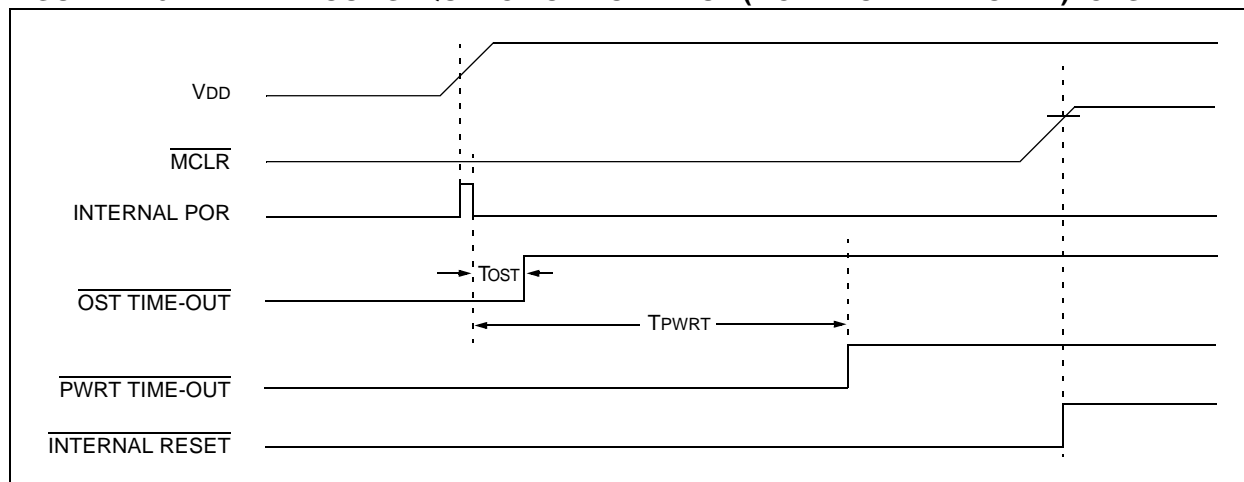 VDD
MCLR
INTERNAL POR
TOST
OST TIME-OUT
TPWRT
PWRT TIME-OUT
INTERNAL RESET